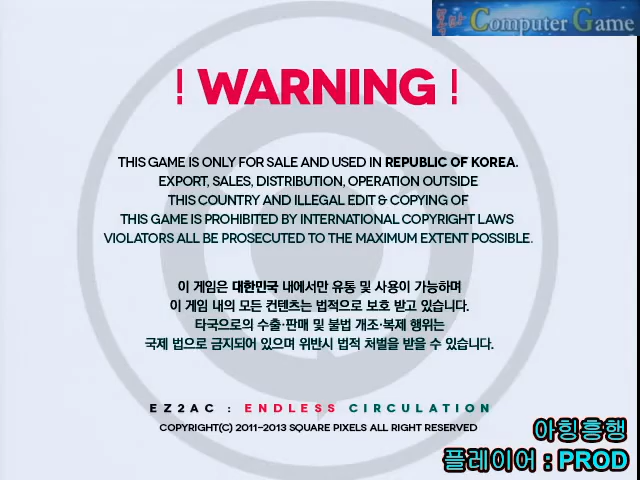 Computer Game
! WARNING !
THIS GAME IS ONLY FOR SALE AND USED IN REPUBLIC OF KOREA.
EXPORT, SALES, DISTRIBUTION, OPERATION OUTSIDE
THIS COUNTRY AND ILLEGAL EDIT & COPYING OF
THIS GAME IS PROHIBITED BY INTERNATIONAL COPYRIGHT LAWS
VIOLATORS ALL BE PROSECUTED TO THE MAXIMUM EXTENT POSSIBLE.
이 게임은 대한민국 내에서만 유통 및 사용이 가능하며
이 게임 내의 모든 컨텐츠는 법적으로 보호 받고 있습니다.
타국으로의 수출·판매 및 불법 개조·복제 행위는
국제 법으로 금지되어 있으며 위반시 법적 처벌을 받을 수 있습니다.
EZ2AC : ENDLESS CIRCULATION
COPYRIGHT(C) 2011-2013 SQUARE PIXELS ALL RIGHT RESERVED
아힝흥행
플레이어 : PROD